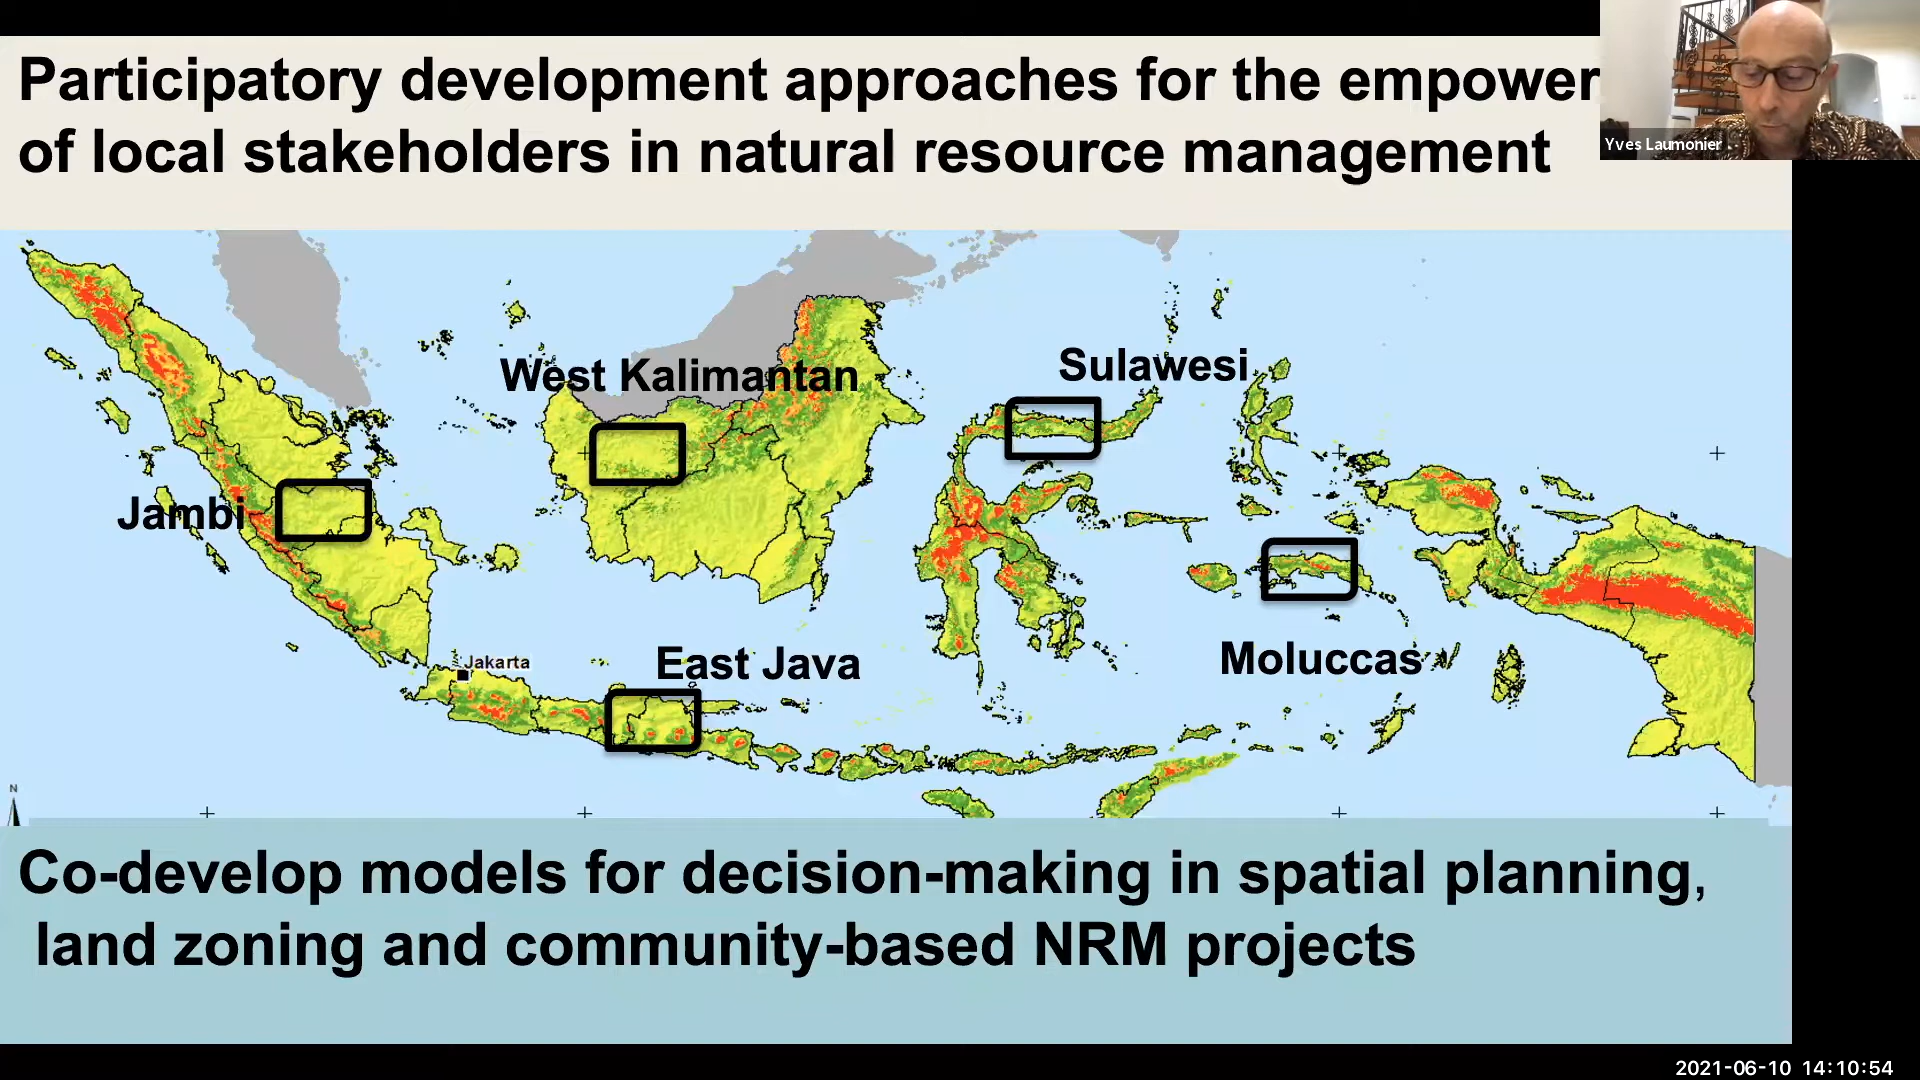 Participatory development approaches for the empower
of local stakeholders in natural resource management
Yves Laumonier
Sulawesi
West Kalimantan
Jambi
East Java
Jakarta
Moluccas
N
Co-develop models for decision-making in spatial planning,
land zoning and community-based NRM projects
2021-06-10 14:10:54